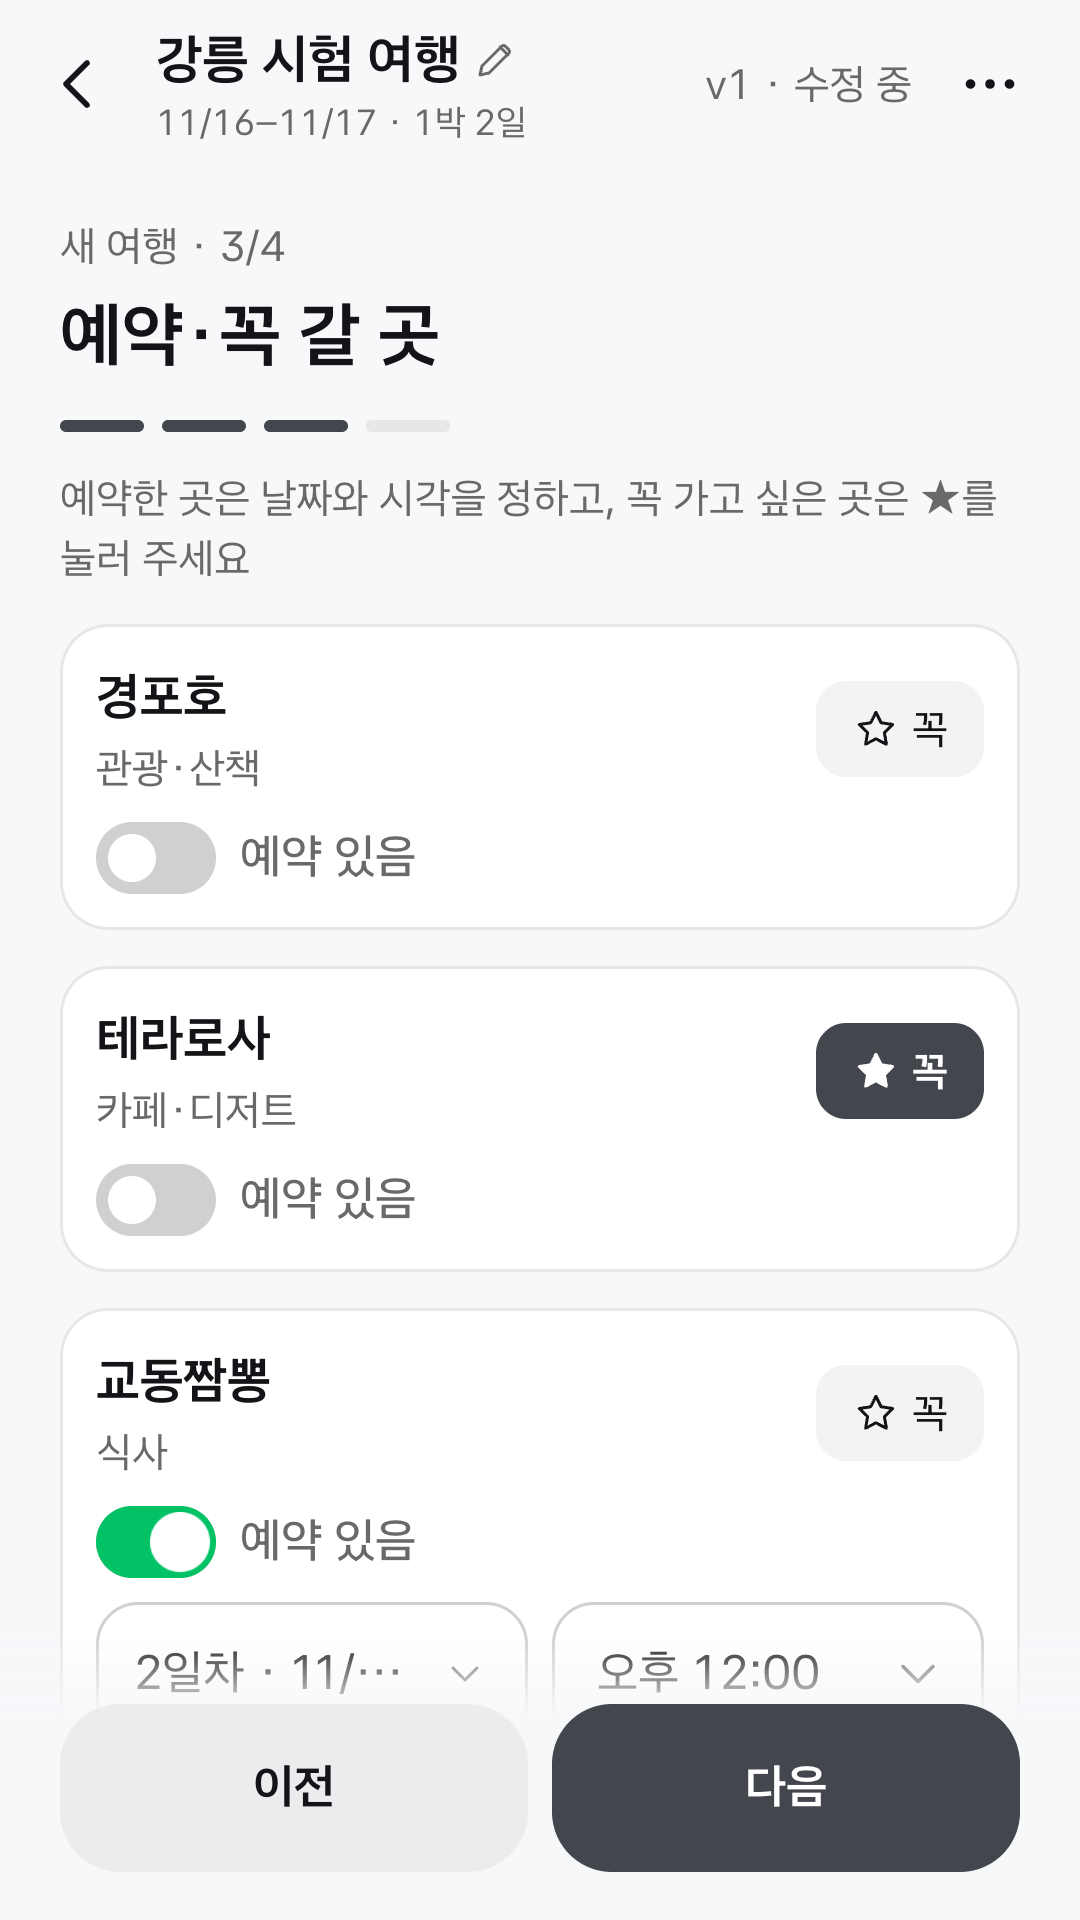 강릉 시험 여행
11/16–11/17 · 1박 2일
v1 · 수정 중
새 여행 · 3/4
예약·꼭 갈 곳
예약한 곳은 날짜와 시각을 정하고, 꼭 가고 싶은 곳은 ★를
눌러 주세요
경포호
관광·산책
꼭
예약 있음
테라로사
카페·디저트
꼭
예약 있음
교동짬뽕
식사
꼭
예약 있음
2일차 · 11/…
오후 12:00
이전
다음